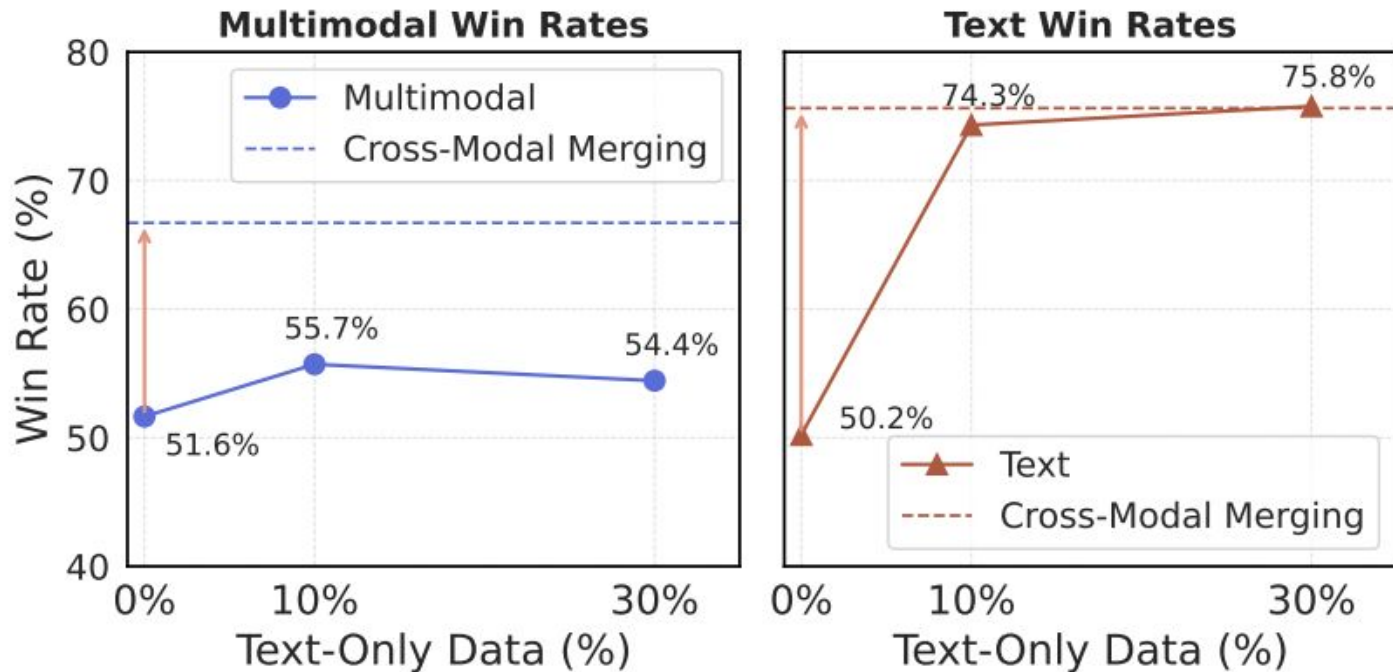 Multimodal Win Rates
Text Win Rates
80
70
60
50
40
Win Rate (%)
Multimodal
Cross-Modal Merging
51.6%
55.7%
54.4%
0%
10%
30%
Text-Only Data (%)
74.3%
75.8%
50.2%
Text
Cross-Modal Merging
0%
10%
30%
Text-Only Data (%)